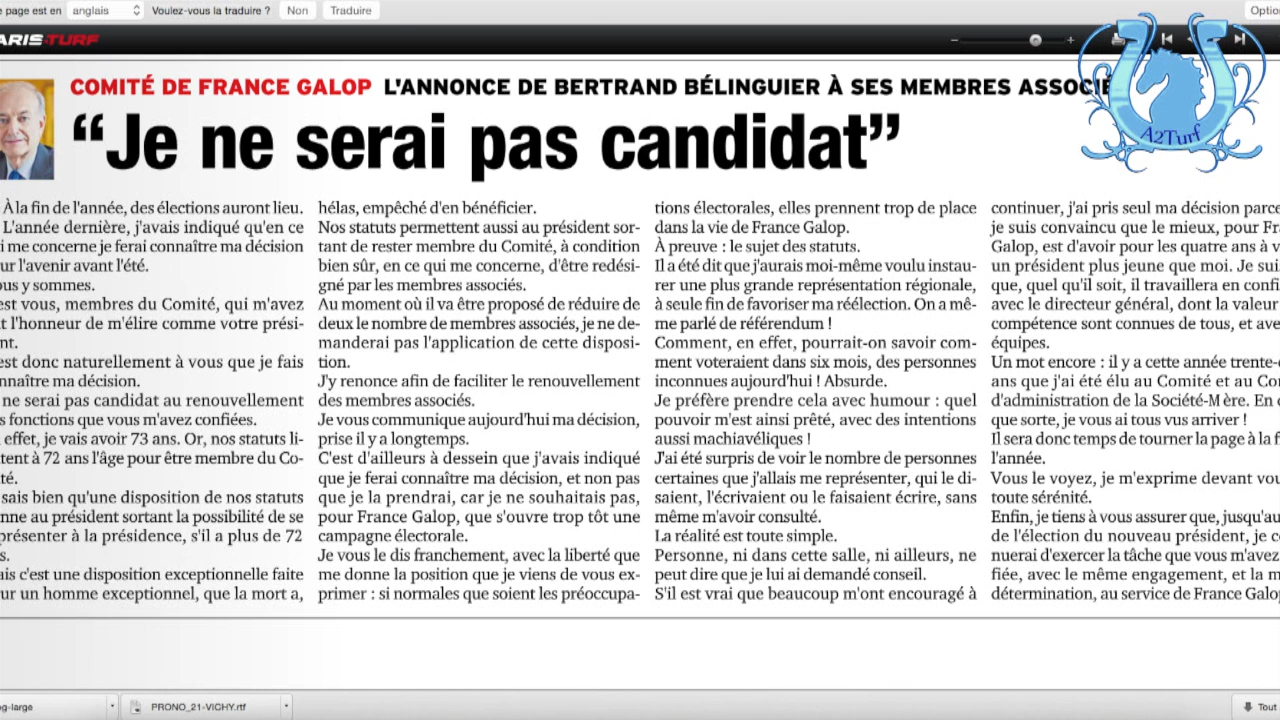 page est en anglais Voulez-vous la traduire ? Non Traduire
ARIS TURF
COMITÉ DE FRANCE GALOP L'ANNONCE DE BERTRAND BÉLINGUIER À SES MEMBRES ASSOCIÉ
“Je ne serai pas candidat”
A2Turf
À la fin de l'année, des élections auront lieu.
L'année dernière, j'avais indiqué qu'en ce
i me concerne je ferai connaître ma décision
ur l'avenir avant l'été.
us y sommes.
est vous, membres du Comité, qui m'avez
t l'honneur de m'élire comme votre prési-
nt.
est donc naturellement à vous que je fais
nnaître ma décision.
ne serai pas candidat au renouvellement
s fonctions que vous m'avez confiées.
effet, je vais avoir 73 ans. Or, nos statuts li-
tent à 72 ans l'âge pour être membre du Co-
té.
sais bien qu'une disposition de nos statuts
nne au président sortant la possibilité de se
présenter à la présidence, s'il a plus de 72
s.
ais c'est une disposition exceptionnelle faite
ur un homme exceptionnel, que la mort a,
hélas, empêché d'en bénéficier.
Nos statuts permettent aussi au président sor-
tant de rester membre du Comité, à condition
bien sûr, en ce qui me concerne, d'être redési-
gné par les membres associés.
Au moment où il va être proposé de réduire de
deux le nombre de membres associés, je ne de-
manderai pas l'application de cette disposi-
tion.
J'y renonce afin de faciliter le renouvellement
des membres associés.
Je vous communique aujourd'hui ma décision,
prise il y a longtemps.
C'est d'ailleurs à dessein que j'avais indiqué
que je ferai connaître ma décision, et non pas
que je la prendrai, car je ne souhaitais pas,
pour France Galop, que s'ouvre trop tôt une
campagne électorale.
Je vous le dis franchement, avec la liberté que
me donne la position que je viens de vous ex-
primer : si normales que soient les préoccupa-
tions électorales, elles prennent trop de place
dans la vie de France Galop.
À preuve : le sujet des statuts.
Il a été dit que j'aurais moi-même voulu instau-
rer une plus grande représentation régionale,
à seule fin de favoriser ma réélection. On a mê-
me parlé de référendum !
Comment, en effet, pourrait-on savoir com-
ment voteraient dans six mois, des personnes
inconnues aujourd'hui ! Absurde.
Je préfère prendre cela avec humour : quel
pouvoir m'est ainsi prêté, avec des intentions
aussi machiavéliques !
J'ai été surpris de voir le nombre de personnes
certaines que j'allais me représenter, qui le di-
saient, l'écrivaient ou le faisaient écrire, sans
même m'avoir consulté.
La réalité est toute simple.
Personne, ni dans cette salle, ni ailleurs, ne
peut dire que je lui ai demandé conseil.
S'il est vrai que beaucoup m'ont encouragé à
continuer, j'ai pris seul ma décision parce
je suis convaincu que le mieux, pour Fra
Galop, est d'avoir pour les quatre ans à v
un président plus jeune que moi. Je suis
que, quel qu'il soit, il travaillera en confi
avec le directeur général, dont la valeur
compétence sont connues de tous, et ave
équipes.
Un mot encore : il y a cette année trente-
ans que j'ai été élu au Comité et au Con
d'administration de la Société-Mère. En q
que sorte, je vous ai tous vus arriver !
Il sera donc temps de tourner la page à la fi
l'année.
Vous le voyez, je m'exprime devant vou
toute sérénité.
Enfin, je tiens à vous assurer que, jusqu'au
de l'élection du nouveau président, je co
nuerai d'exercer la tâche que vous m'avez
fiée, avec le même engagement, et la m
détermination, au service de France Galop
g-large PRONO_21-VICHY.rtf Tout